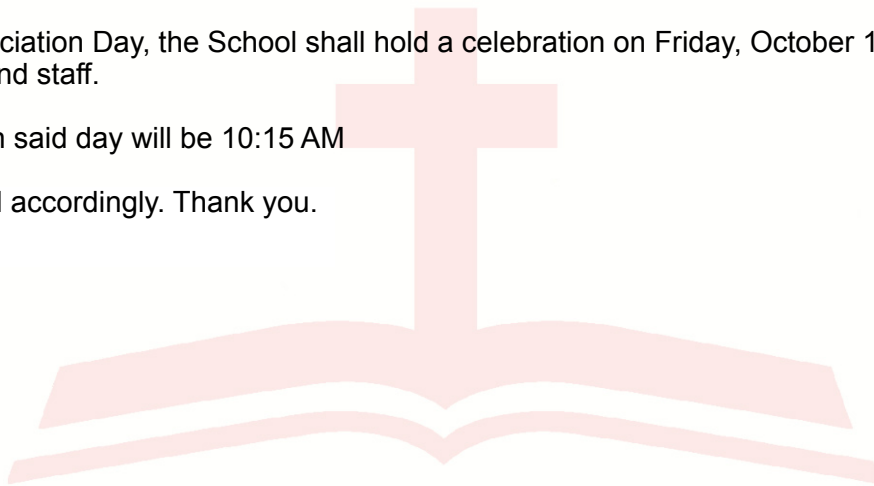 ciation Day, the School shall hold a celebration on Friday, October 1
nd staff.
n said day will be 10:15 AM
accordingly. Thank you.